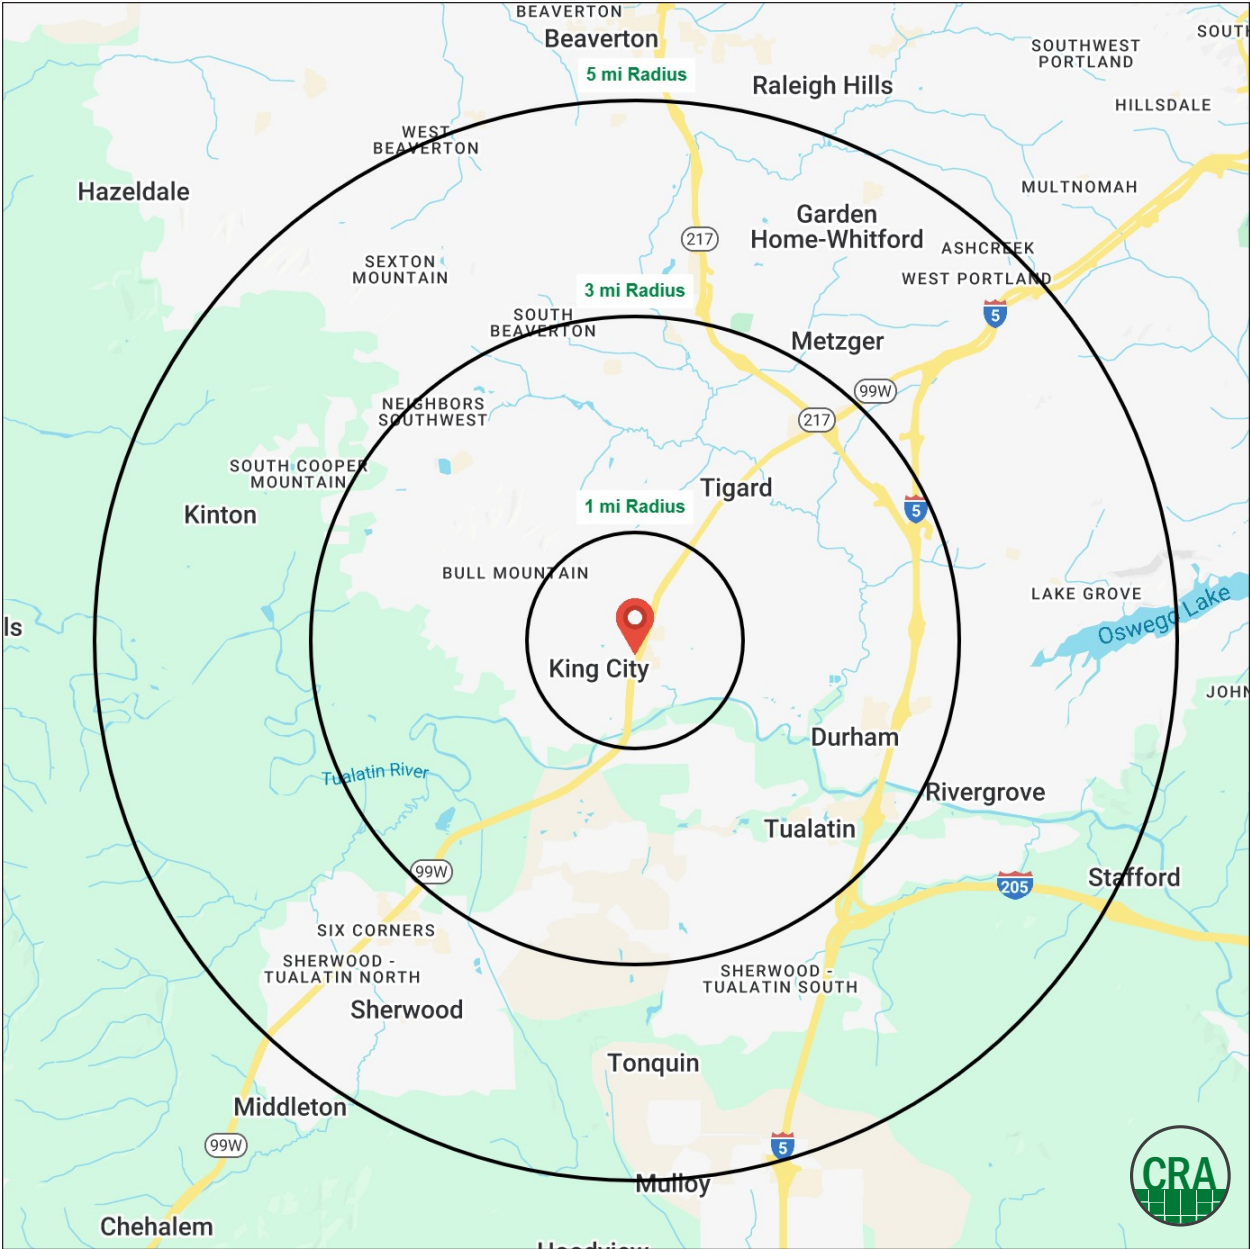 BEAVERTON
Beaverton
SOUTHWEST
PORTLAND
5 mi Radius
Raleigh Hills
HILLSDALE
WEST
BEAVERTON
Hazeldale
MULTNOMAH
Garden
Home-Whitford
217
ASHCREEK
SEXTON
MOUNTAIN
WEST PORTLAND
3 mi Radius
5
SOUTH
BEAVERTON
Metzger
99W
NEIGHBORS
SOUTHWEST
217
SOUTH COOPER
MOUNTAIN
Tigard
1 mi Radius
Kinton
5
BULL MOUNTAIN
LAKE GROVE
Oswego Lake
ls
King City
JOHN
Durham
Tualatin River
Rivergrove
Tualatin
99W
Stafford
205
SIX CORNERS
SHERWOOD -
TUALATIN NORTH
SHERWOOD -
TUALATIN SOUTH
Sherwood
Tonquin
Middleton
99W
5
Mulloy
CRA
Chehalem